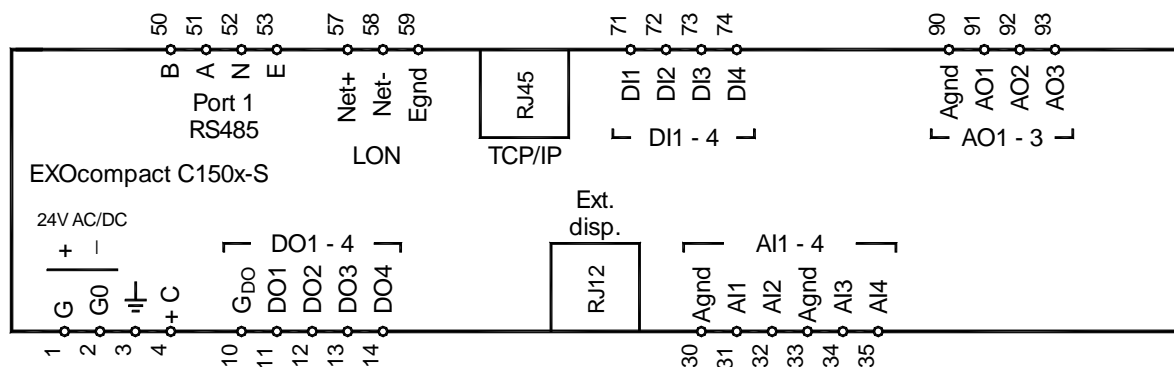 50 51 52 53 57 58 59 71 72 73 74 90 91 92 93
B A N E Net+ Net- Egnd RJ45 DI1 DI2 DI3 DI4 Agnd AO1 AO2 AO3
Port 1
RS485
LON
TCP/IP
DI1 - 4
AO1 - 3
EXOcompact C150x-S
24V AC/DC
+ –
DO1 - 4
Ext.
disp.
AI1 - 4
G G0 +C GDO DO1 DO2 DO3 DO4 RJ12 Agnd AI1 AI2 Agnd AI3 AI4
1 2 3 4 10 11 12 13 14 30 31 32 33 34 35